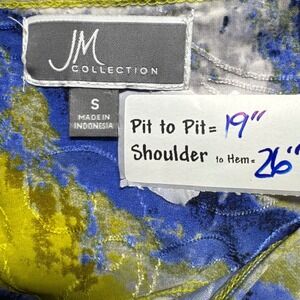 JM
COLLECTION
S
MADE IN
INDONESIA
Pit to Pit= 19"
Shoulder to Hem= 26"